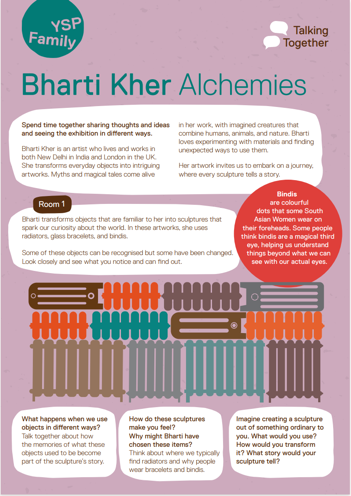 YSP
Family
Talking
Together
Bharti Kher Alchemies
Spend time together sharing thoughts and ideas
and seeing the exhibition in different ways.
Bharti Kher is an artist who lives and works in
both New Delhi in India and London in the UK.
She transforms everyday objects into intriguing
artworks. Myths and magical tales come alive
in her work, with imagined creatures that
combine humans, animals, and nature. Bharti
loves experimenting with materials and finding
unexpected ways to use them.
Her artwork invites us to embark on a journey,
where every sculpture tells a story.
Room 1
Bharti transforms objects that are familiar to her into sculptures that
spark our curiosity about the world. In these artworks, she uses
radiators, glass bracelets, and bindis.
Some of these objects can be recognised but some have been changed.
Look closely and see what you notice and can find out.
Bindis
are colourful
dots that some South
Asian Women wear on
their foreheads. Some people
think bindis are a magical third
eye, helping us understand
things beyond what we can
see with our actual eyes.
What happens when we use
objects in different ways?
Talk together about how
the memories of what these
objects used to be become
part of the sculpture's story.
How do these sculptures
make you feel?
Why might Bharti have
chosen these items?
Think about where we typically
find radiators and why people
wear bracelets and bindis.
Imagine creating a sculpture
out of something ordinary to
you. What would you use?
How would you transform
it? What story would your
sculpture tell?